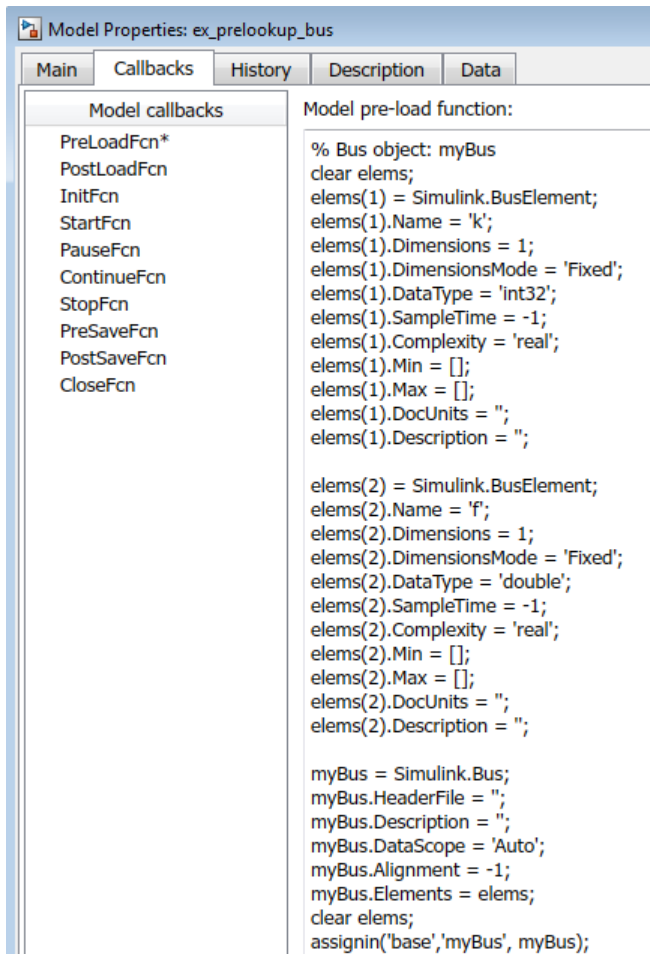 Model Properties: ex_prelookup_bus
Main Callbacks History Description Data
Model callbacks
PreLoadFcn*
PostLoadFcn
InitFcn
StartFcn
PauseFcn
ContinueFcn
StopFcn
PreSaveFcn
PostSaveFcn
CloseFcn
Model pre-load function:
% Bus object: myBus
clear elems;
elems(1) = Simulink.BusElement;
elems(1).Name = 'k';
elems(1).Dimensions = 1;
elems(1).DimensionsMode = 'Fixed';
elems(1).DataType = 'int32';
elems(1).SampleTime = -1;
elems(1).Complexity = 'real';
elems(1).Min = [];
elems(1).Max = [];
elems(1).DocUnits = '';
elems(1).Description = '';

elems(2) = Simulink.BusElement;
elems(2).Name = 'f';
elems(2).Dimensions = 1;
elems(2).DimensionsMode = 'Fixed';
elems(2).DataType = 'double';
elems(2).SampleTime = -1;
elems(2).Complexity = 'real';
elems(2).Min = [];
elems(2).Max = [];
elems(2).DocUnits = '';
elems(2).Description = '';

myBus = Simulink.Bus;
myBus.HeaderFile = '';
myBus.Description = '';
myBus.DataScope = 'Auto';
myBus.Alignment = -1;
myBus.Elements = elems;
clear elems;
assignin('base','myBus', myBus);